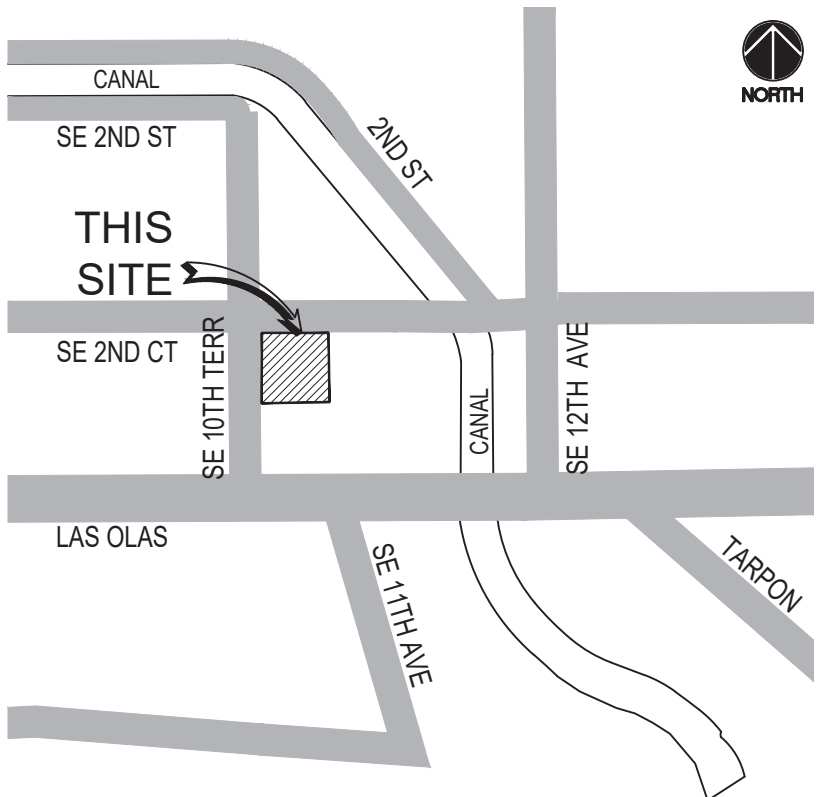 CANAL
NORTH
SE 2ND ST
2ND ST
THIS
SITE
SE 2ND CT
SE 10TH TERR
CANAL
SE 12TH AVE
LAS OLAS
SE 11TH AVE
TARPON